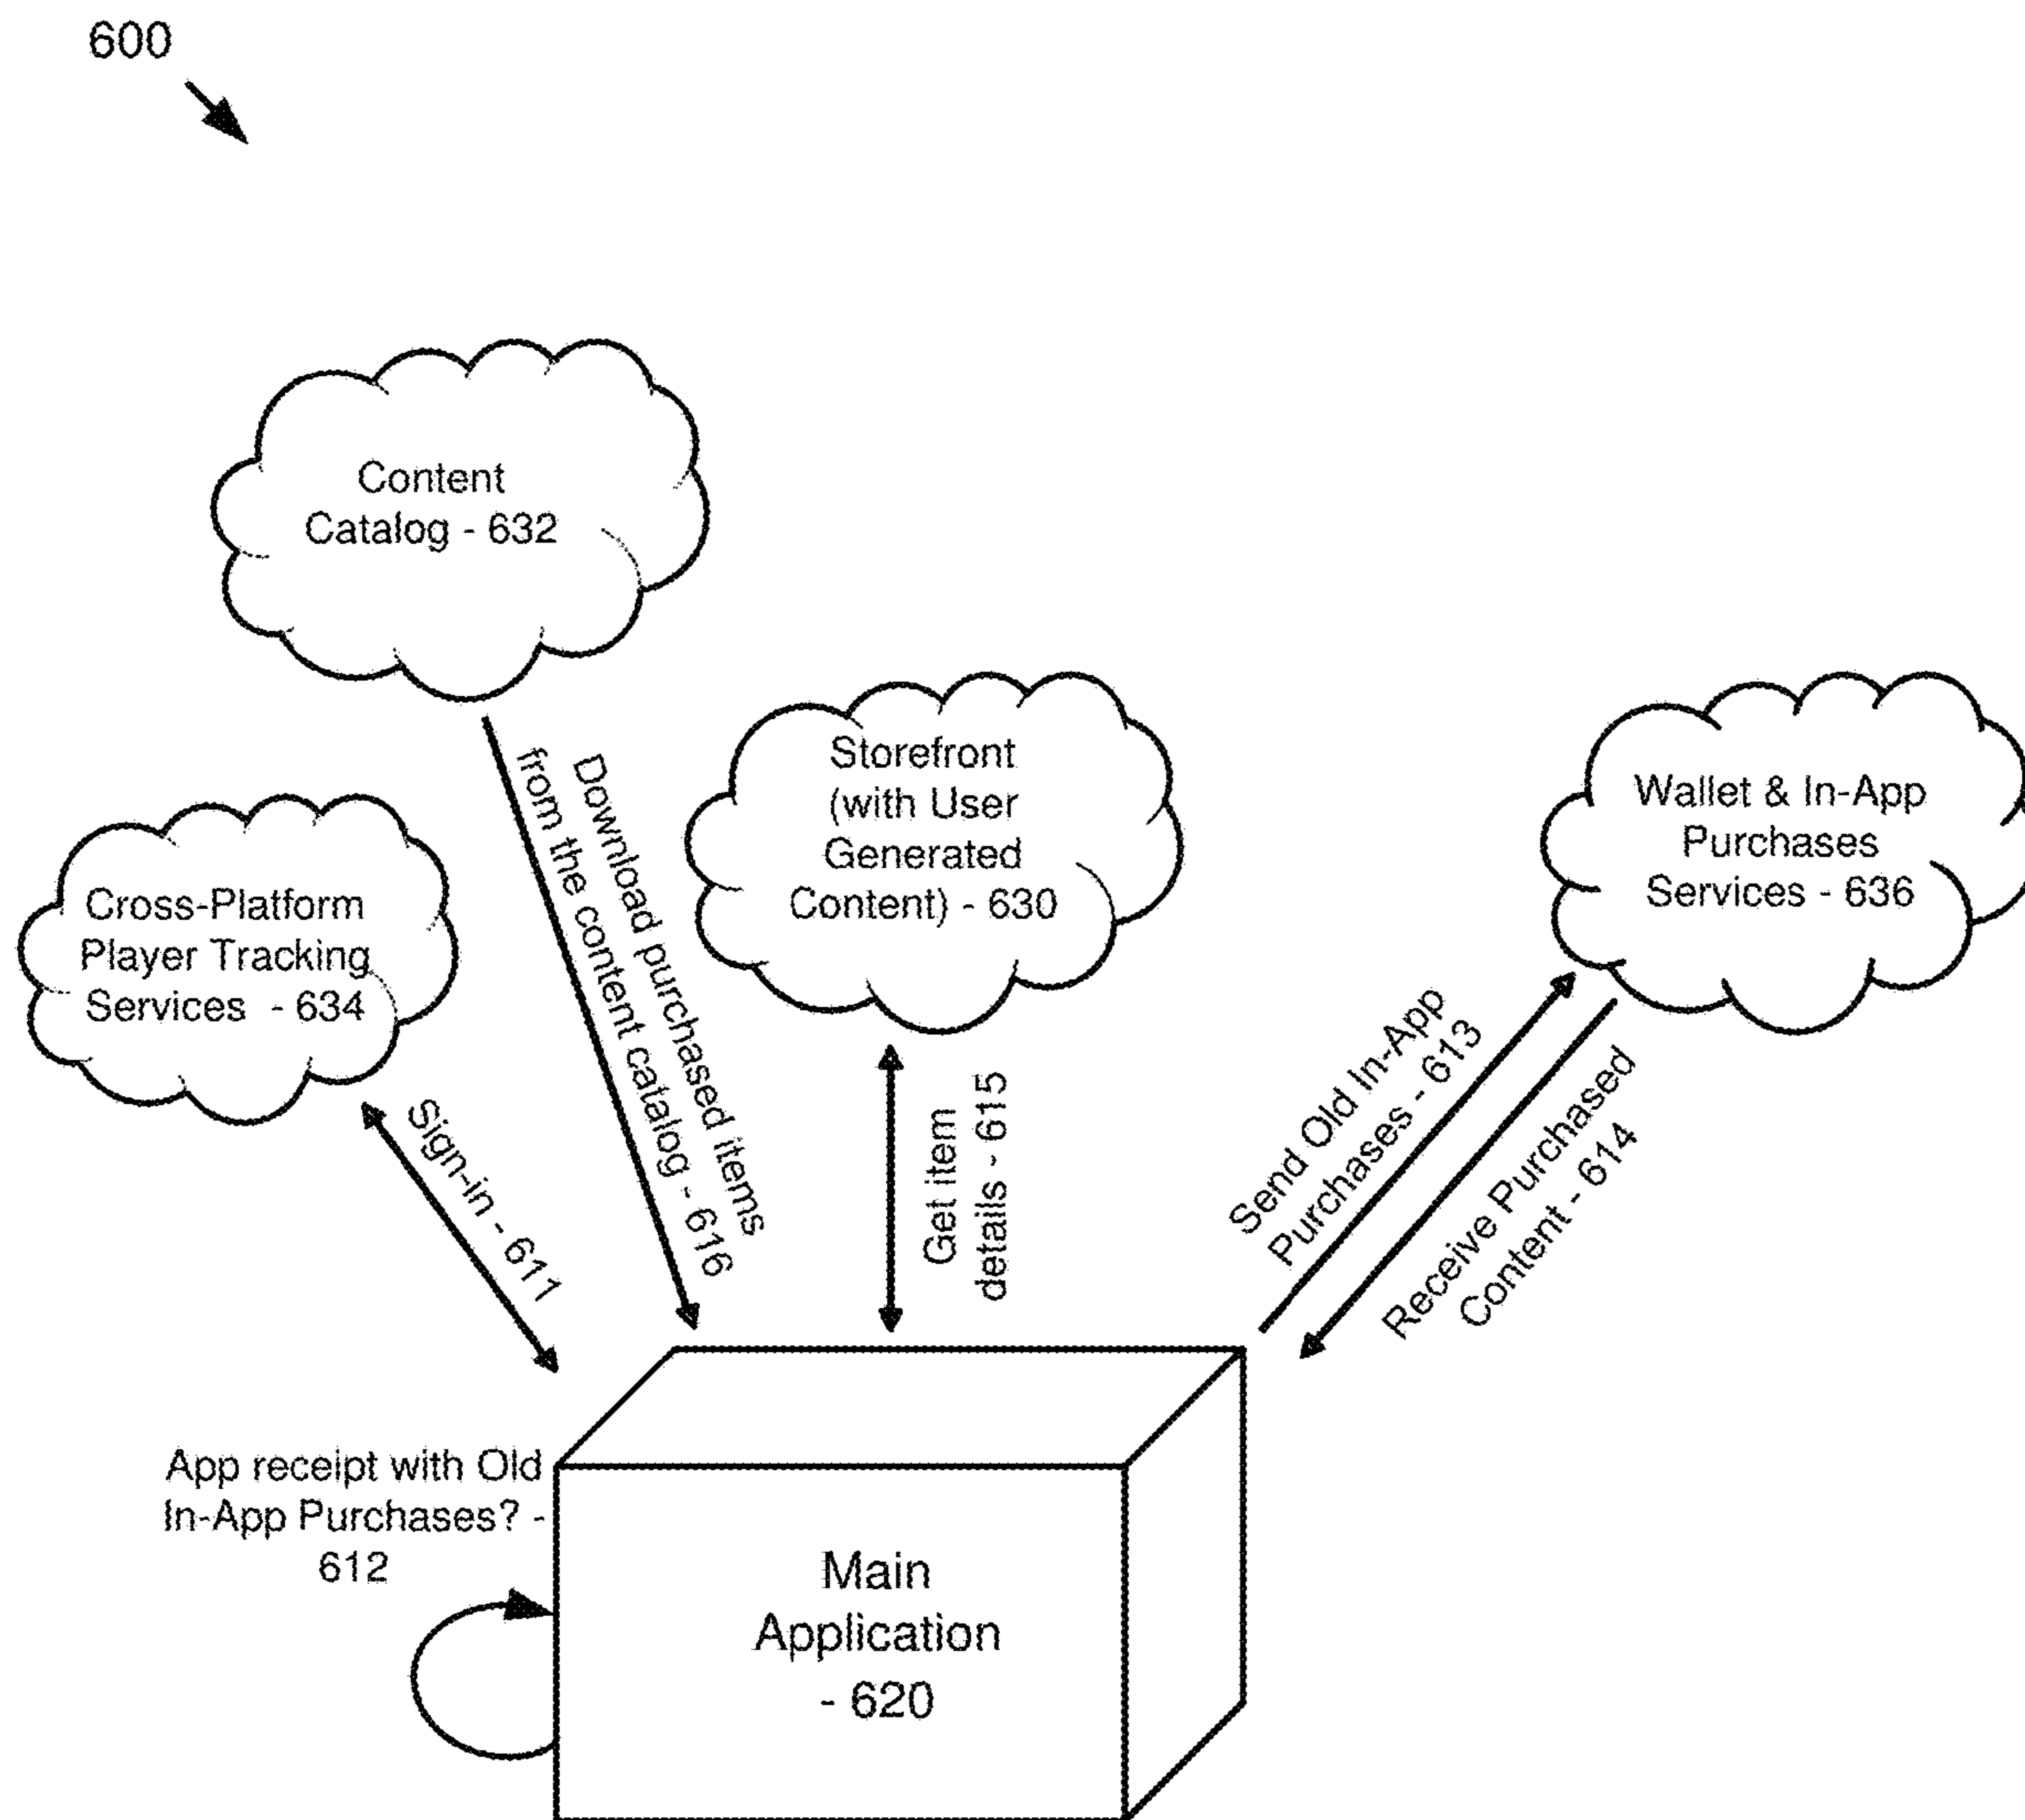 600
Content
Catalog - 632
Storefront
(with User
Generated
Content) - 630
Wallet & In-App
Purchases
Services - 636
Cross-Platform
Player Tracking
Services - 634
Download purchased items
from the content catalog - 616
Sign-in - 611
Get item
details - 615
Send Old In-App
Purchases - 613
Receive Purchased
Content - 614
App receipt with Old
In-App Purchases? -
612
Main
Application
- 620